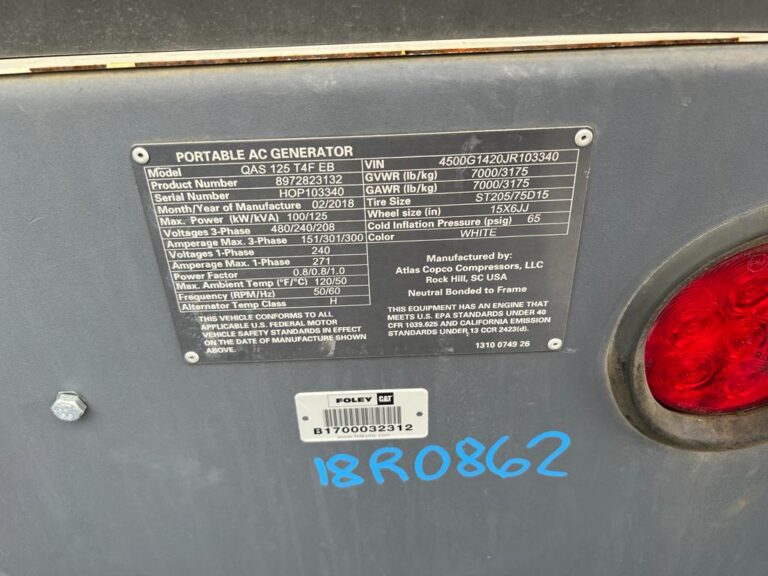 PORTABLE AC GENERATOR
Model QAS 125 T4F EB
Product Number 8972823132
Serial Number HOP103340
Month/Year of Manufacture 02/2018
Max. Power (kW/kVA) 100/125
Voltages 3-Phase 480/240/208
Amperage Max. 3-Phase 151/301/300
Voltages 1-Phase 240
Amperage Max. 1-Phase 271
Power Factor 0.8/0.8/1.0
Max. Ambient Temp (°F/°C) 120/50
Frequency (RPM/Hz) 50/60
Alternator Temp Class H
THIS VEHICLE CONFORMS TO ALL
APPLICABLE U.S. FEDERAL MOTOR
VEHICLE SAFETY STANDARDS IN EFFECT
ON THE DATE OF MANUFACTURE SHOWN
ABOVE.
VIN 4500G1420JR103340
GVWR (lb/kg) 7000/3175
GAWR (lb/kg) 7000/3175
Tire Size ST205/75D15
Wheel size (in) 15X6JJ
Cold Inflation Pressure (psig) 65
Color WHITE
Manufactured by:
Atlas Copco Compressors, LLC
Rock Hill, SC USA
Neutral Bonded to Frame
THIS EQUIPMENT HAS AN ENGINE THAT
MEETS U.S. EPA STANDARDS UNDER 40
CFR 1039.625 AND CALIFORNIA EMISSION
STANDARDS UNDER 13 CCR 2423(d).
1310 0749 26
FOLEY CAT
B1700032312
18R0862